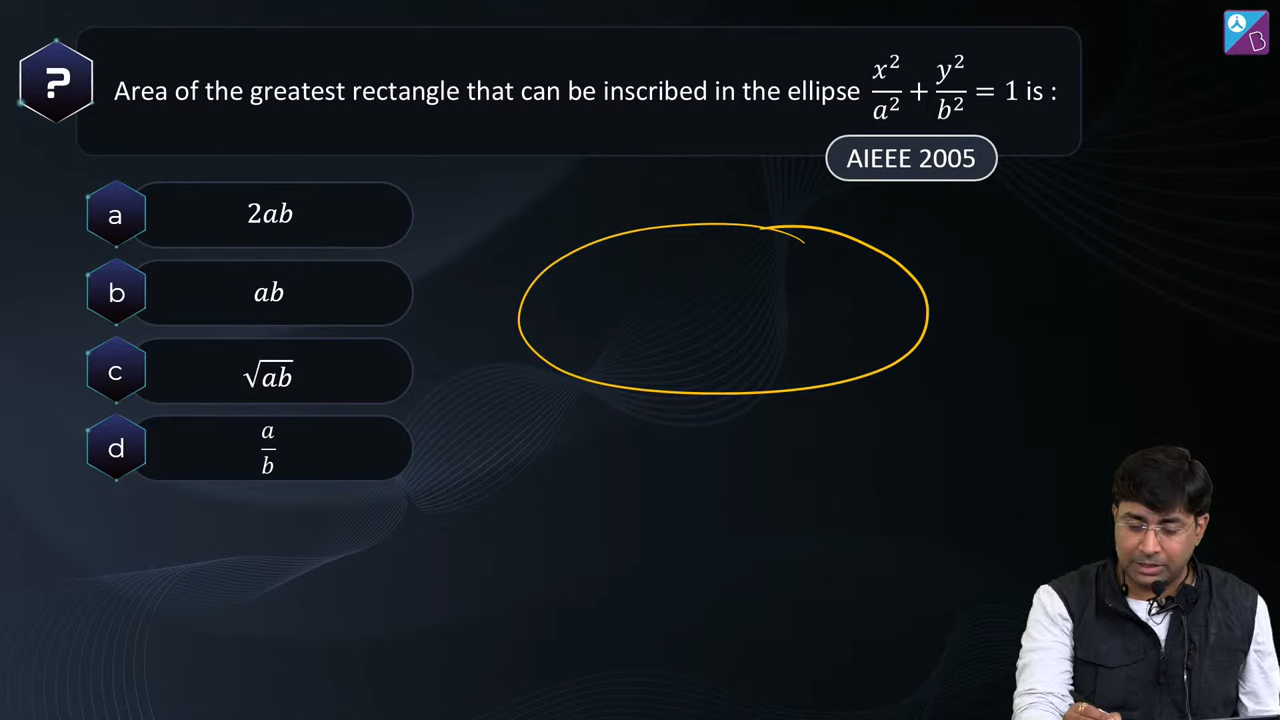 ?
Area of the greatest rectangle that can be inscribed in the ellipse x²/a² + y²/b² = 1 is :
AIEEE 2005
a 2ab
b ab
c √ab
d a/b
B